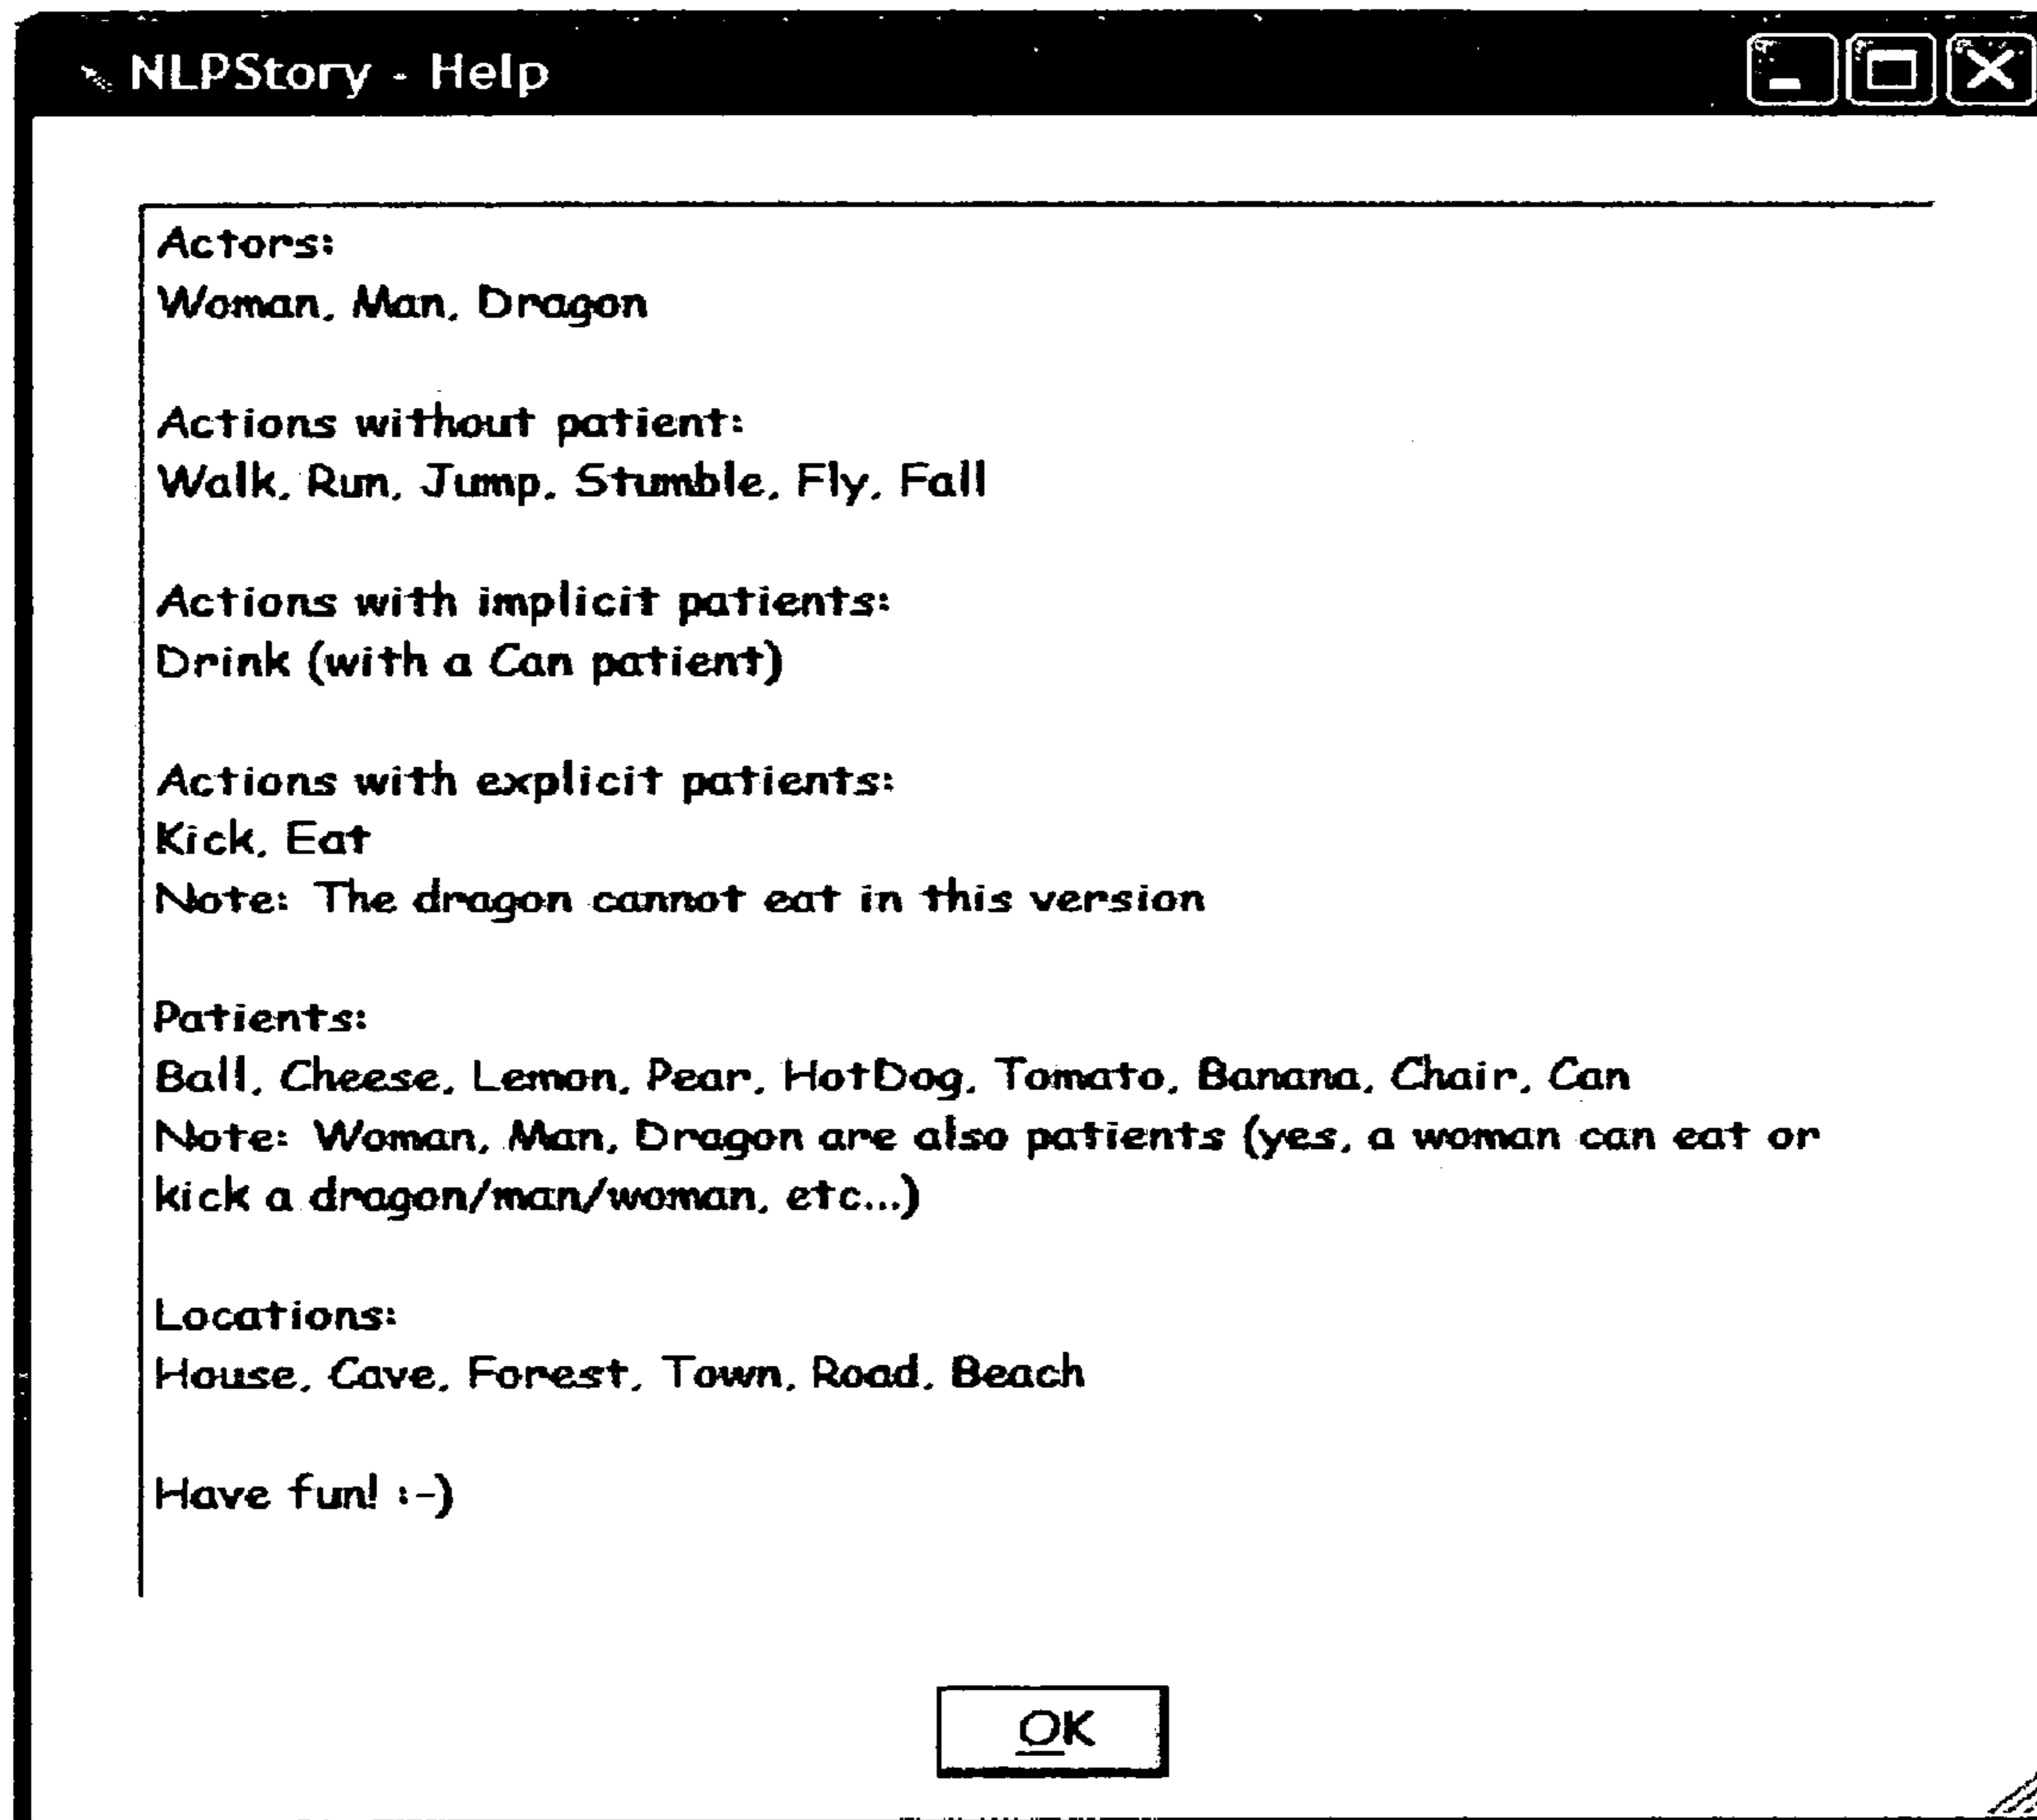 NLPStory - Help
Actors:
Woman, Man, Dragon
Actions without patient:
Walk, Run, Jump, Stumble, Fly, Fall
Actions with implicit patients:
Drink (with a Can patient)
Actions with explicit patients:
Kick, Eat
Note: The dragon cannot eat in this version
Patients:
Ball, Cheese, Lemon, Pear, HotDog, Tomato, Banana, Chair, Can
Note: Woman, Man, Dragon are also patients (yes, a woman can eat or
kick a dragon/man/woman, etc...)
Locations:
House, Cave, Forest, Town, Road, Beach
Have fun! :-)
OK